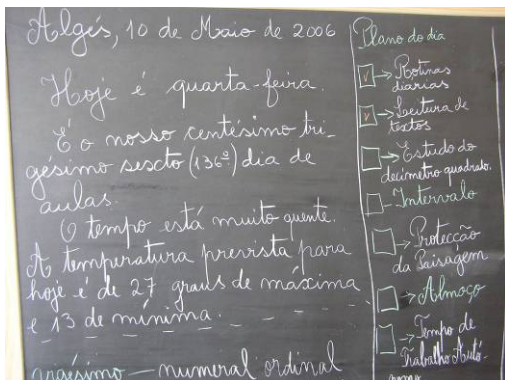 Algés, 10 de Maio de 2006
Hoje é quarta-feira.
É o nosso centésimo tri-
gésimo sexto (136º) dia de
aulas.
O tempo está muito quente.
A temperatura prevista para
hoje é de 27 graus de máxima
e 13 de mínima.
numeral ordinal
Plano do dia
v → Rotinas
diárias
v → Leitura de
textos
→ Estudo do
decímetro quadrado.
- Intervalo
→ Protecção
da Paisagem
→ Almoço
→ Tempo de
Trabalho Autó-
nomo